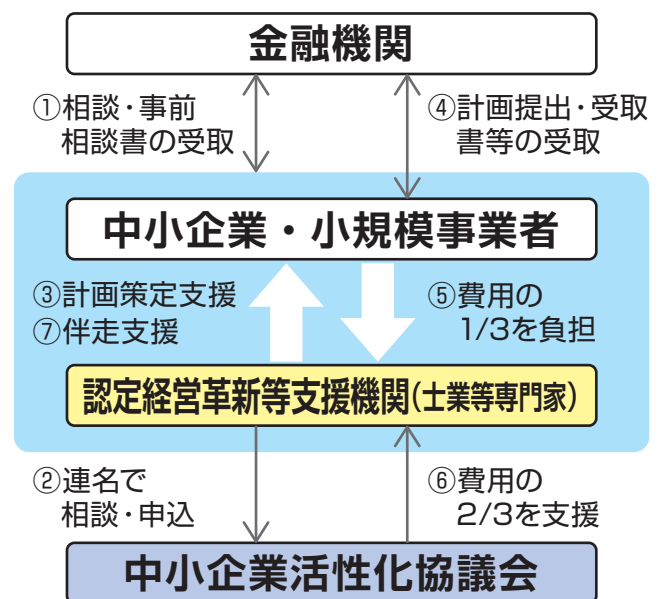 金融機関
①相談・事前
相談書の受取
④計画提出・受取
書等の受取
中小企業・小規模事業者
③計画策定支援
⑦伴走支援
⑤費用の
1/3を負担
認定経営革新等支援機関(士業等専門家)
②連名で
相談・申込
⑥費用の
2/3を支援
中小企業活性化協議会